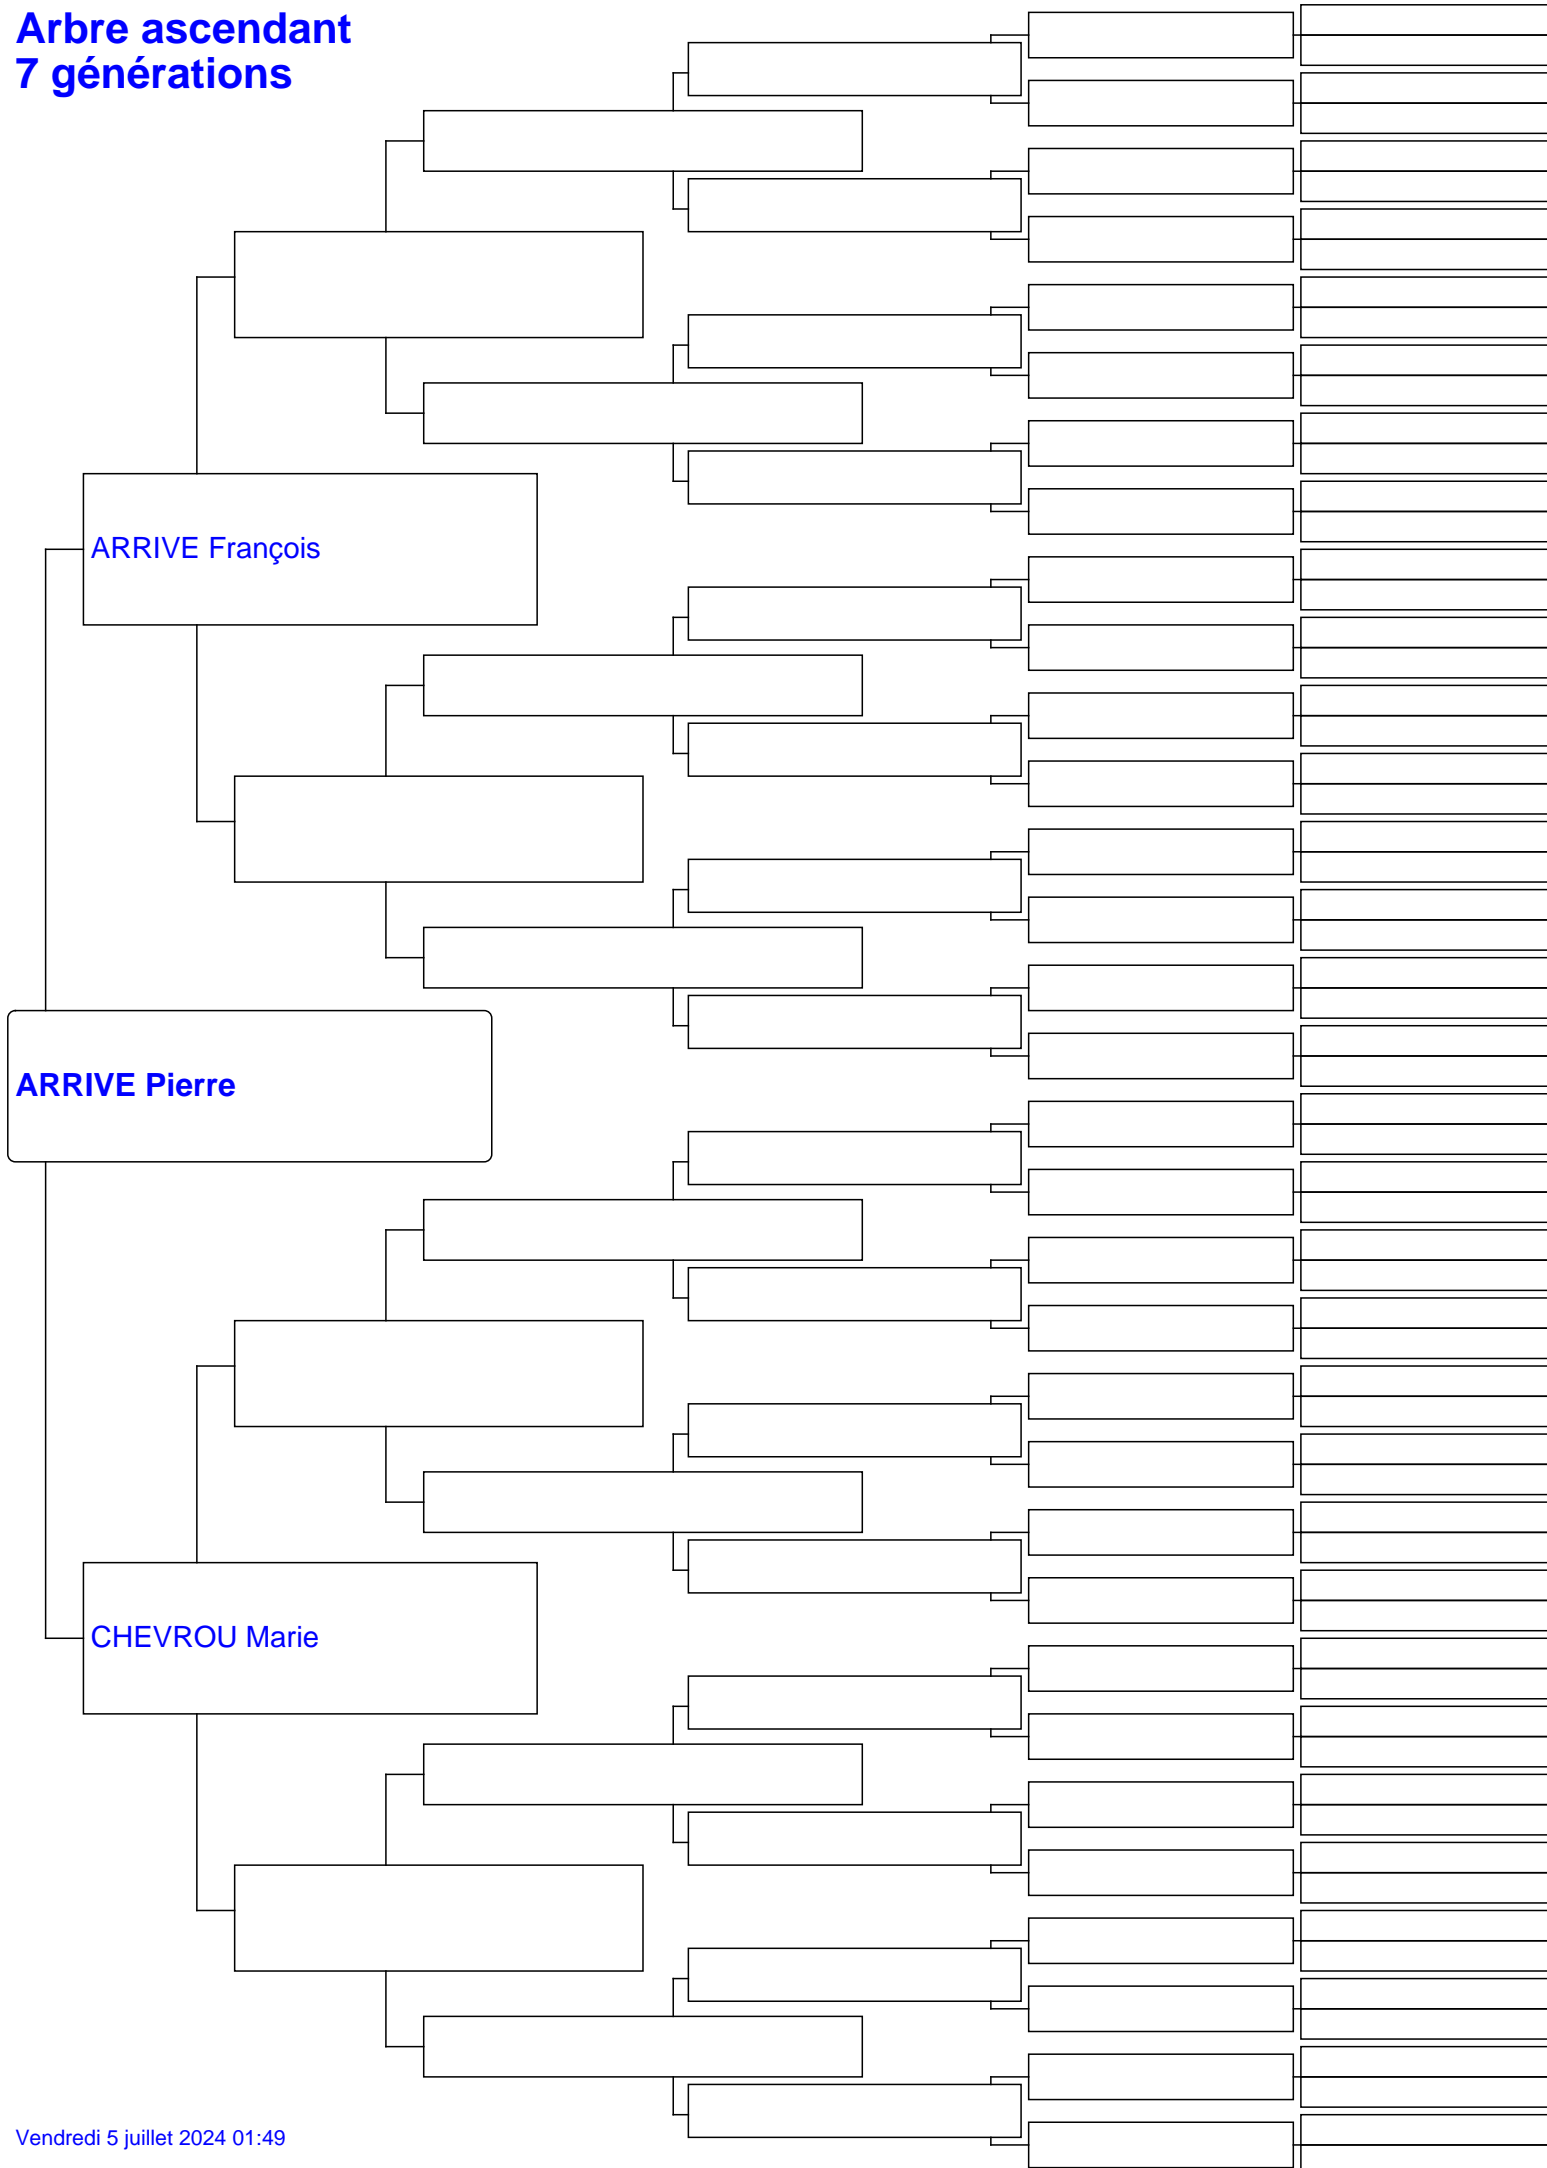 Arbre ascendant
7 générations
ARRIVE François
ARRIVE Pierre
CHEVROU Marie
Vendredi 5 juillet 2024 01:49